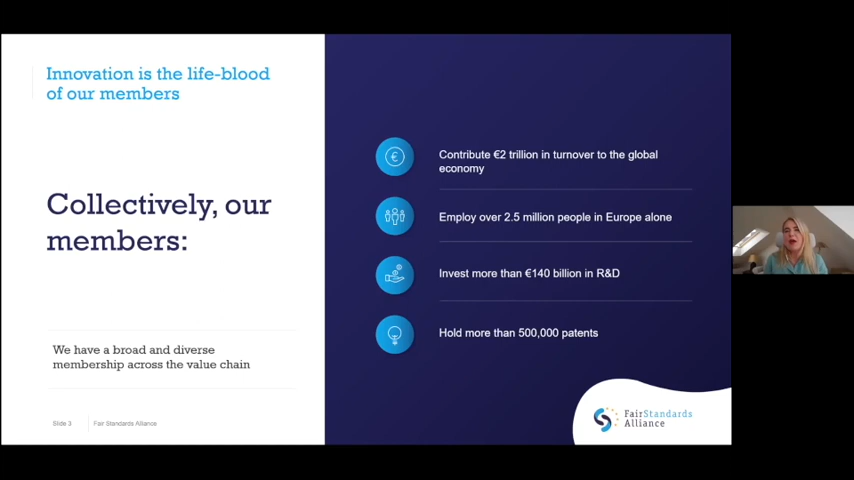 Innovation is the life-blood
of our members
Collectively, our
members:
We have a broad and diverse
membership across the value chain
Slide 3
Fair Standards Alliance
€
Contribute €2 trillion in turnover to the global
economy
Employ over 2.5 million people in Europe alone
Invest more than €140 billion in R&D
Hold more than 500,000 patents
FairStandards
Alliance